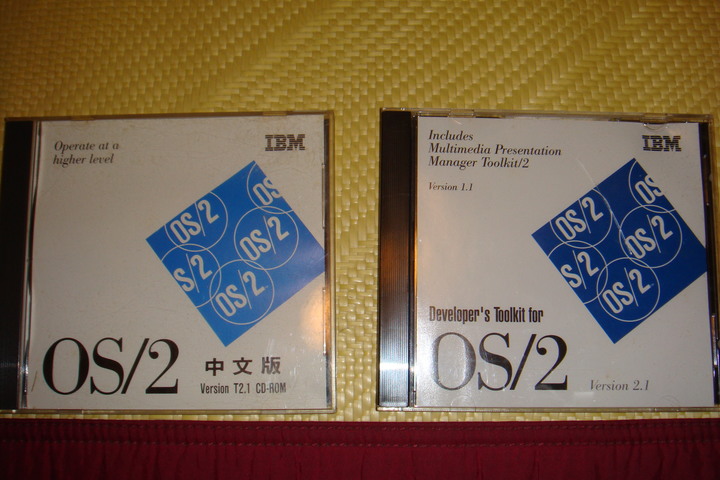 Operate at a
higher level
IBM
OS/2
OS
OS/2
S/2
OS/2
OS/2
中文版
Version T2.1 CD-ROM
Includes
Multimedia Presentation
Manager Toolkit/2
Version 1.1
IBM
OS/2
OS
OS/2
S/2
OS/2
Developer's Toolkit for
OS/2
Version 2.1